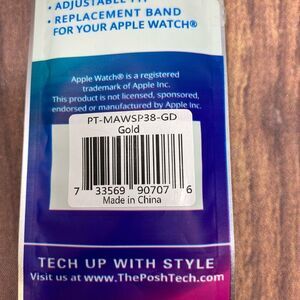 • ADJUSTABLE FIT
• REPLACEMENT BAND
FOR YOUR APPLE WATCH®
Apple Watch® is a registered
trademark of Apple Inc.
This product is not licensed, sponsored,
endorsed or manufactured by Apple Inc.
PT-MAWSP38-GD
Gold
7 33569 90707 6
Made in China
TECH UP WITH STYLE
Visit us at www.ThePoshTech.com